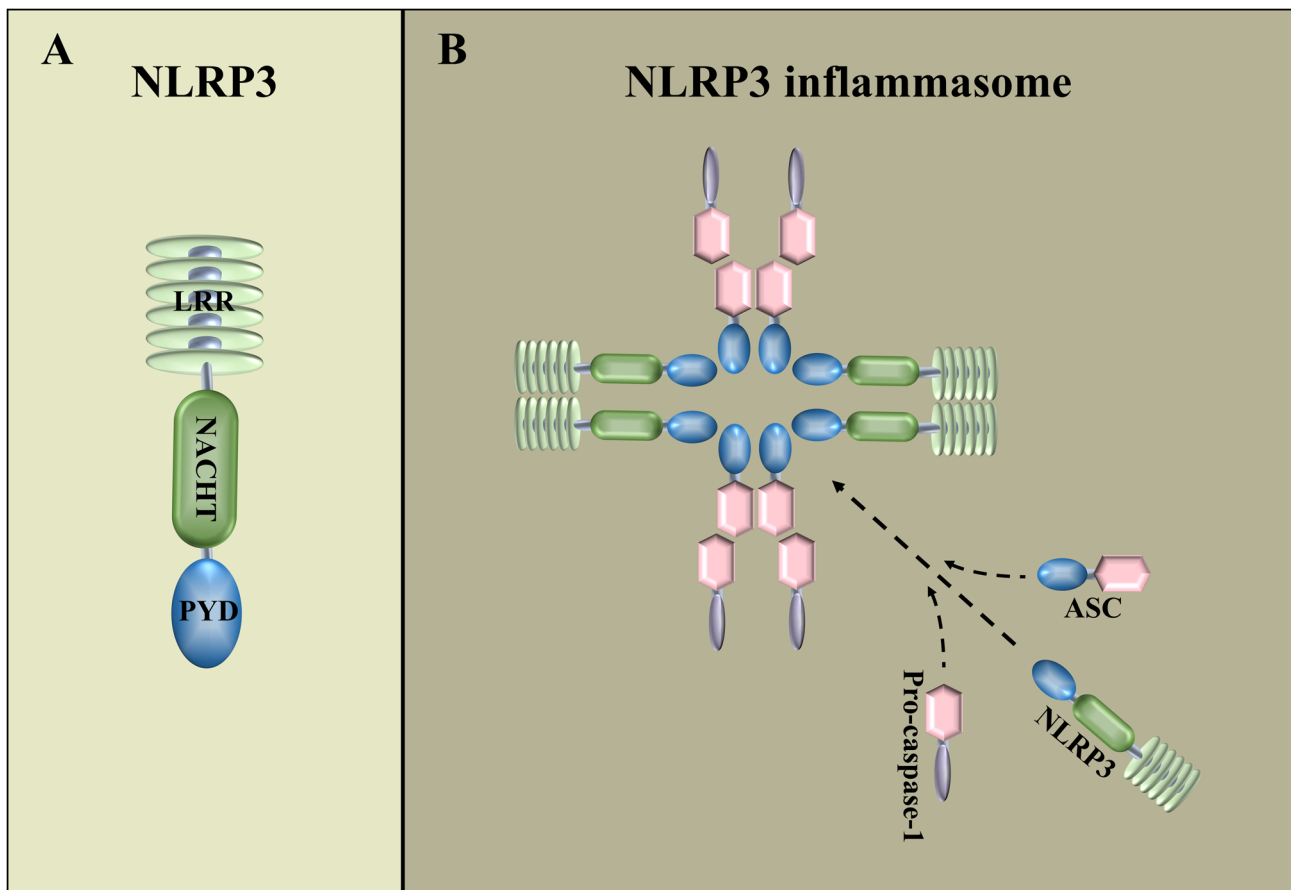 A
NLRP3
LRR
NACHT
PYD
B
NLRP3 inflammasome
ASC
NLRP3
Pro-caspase-1